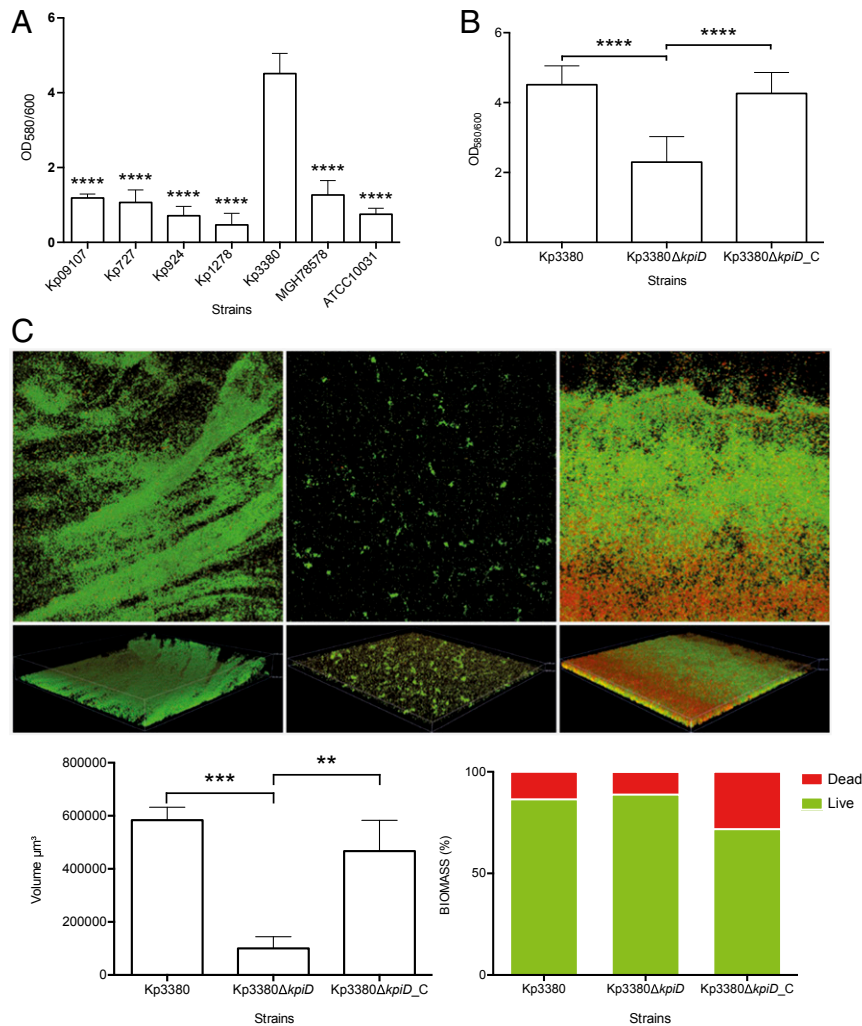 A
6
4
2
0
OD580/600
****
****
****
****
****
****
Kp09107
Kp727
Kp924
Kp1278
Kp3380
MGH78578
ATCC10031
Strains
B
6
4
2
0
OD580/600
****
****
Kp3380
Kp3380ΔkpiD
Kp3380ΔkpiD_C
Strains
C
800000
600000
400000
200000
0
Volume µm³
***
**
Kp3380
Kp3380ΔkpiD
Kp3380ΔkpiD_C
Strains
100
50
0
BIOMASS (%)
Dead
Live
Kp3380
Kp3380ΔkpiD
Kp3380ΔkpiD_C
Strains